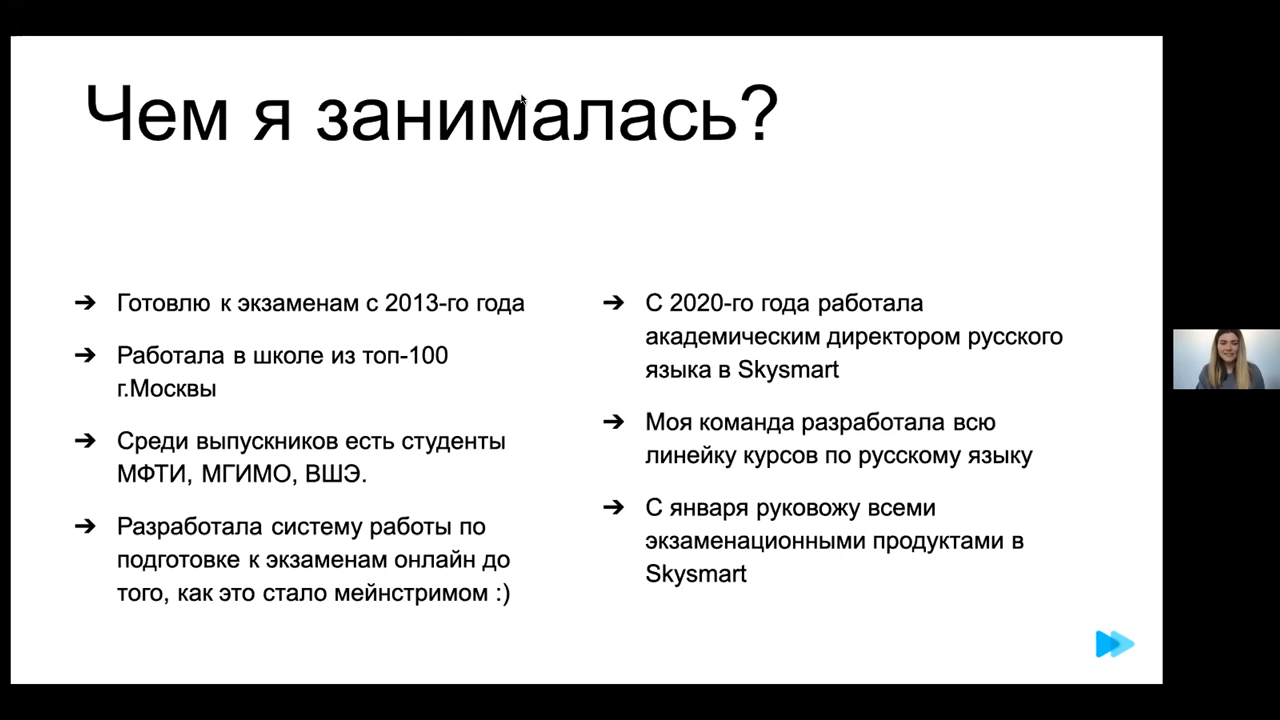 Чем я занималась?
➔ Готовлю к экзаменам с 2013-го года
➔ Работала в школе из топ-100
г.Москвы
➔ Среди выпускников есть студенты
МФТИ, МГИМО, ВШЭ.
➔ Разработала систему работы по
подготовке к экзаменам онлайн до
того, как это стало мейнстримом :)
➔ С 2020-го года работала
академическим директором русского
языка в Skysmart
➔ Моя команда разработала всю
линейку курсов по русскому языку
➔ С января руковожу всеми
экзаменационными продуктами в
Skysmart